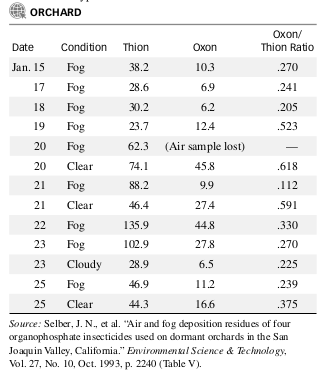 ORCHARD
Oxon/
Date Condition Thion Oxon Thion Ratio
Jan. 15 Fog 38.2 10.3 .270
17 Fog 28.6 6.9 .241
18 Fog 30.2 6.2 .205
19 Fog 23.7 12.4 .523
20 Fog 62.3 (Air sample lost) —
20 Clear 74.1 45.8 .618
21 Fog 88.2 9.9 .112
21 Clear 46.4 27.4 .591
22 Fog 135.9 44.8 .330
23 Fog 102.9 27.8 .270
23 Cloudy 28.9 6.5 .225
25 Fog 46.9 11.2 .239
25 Clear 44.3 16.6 .375
Source: Selber, J. N., et al. “Air and fog deposition residues of four
organophosphate insecticides used on dormant orchards in the San
Joaquin Valley, California.” Environmental Science & Technology,
Vol. 27, No. 10, Oct. 1993, p. 2240 (Table V).